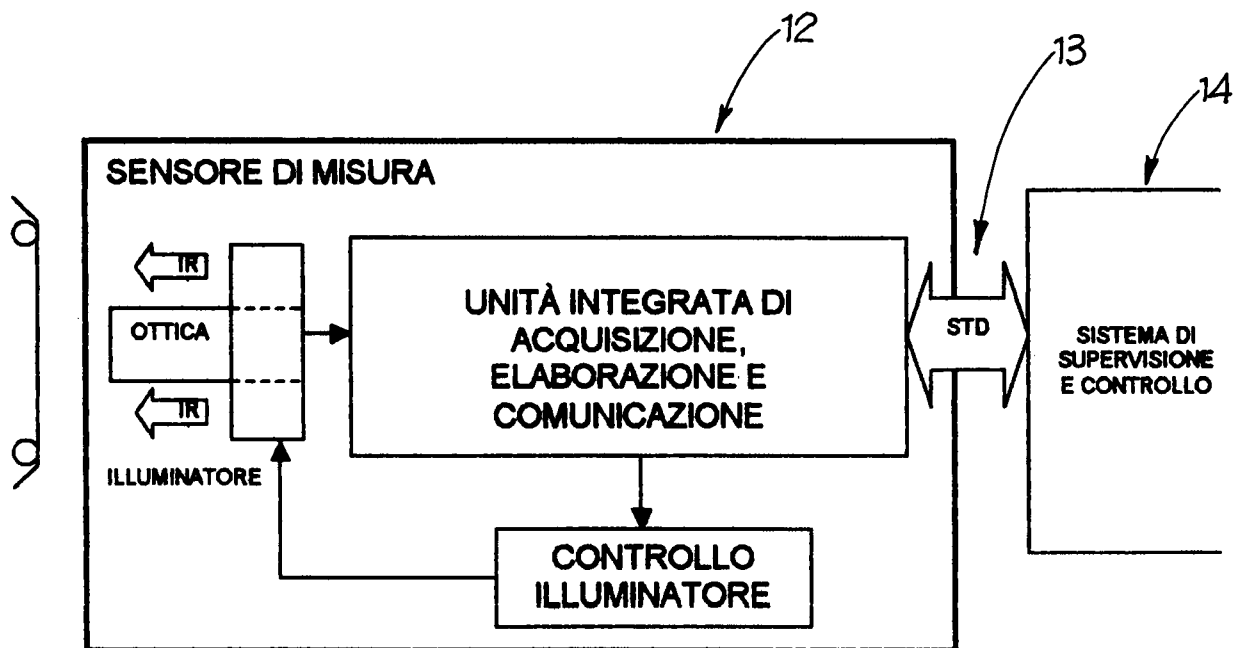 12
13
14
SENSORE DI MISURA
IR
OTTICA
IR
ILLUMINATORE
UNITÀ INTEGRATA DI
ACQUISIZIONE,
ELABORAZIONE E
COMUNICAZIONE
STD
SISTEMA DI
SUPERVISIONE
E CONTROLLO
CONTROLLO
ILLUMINATORE